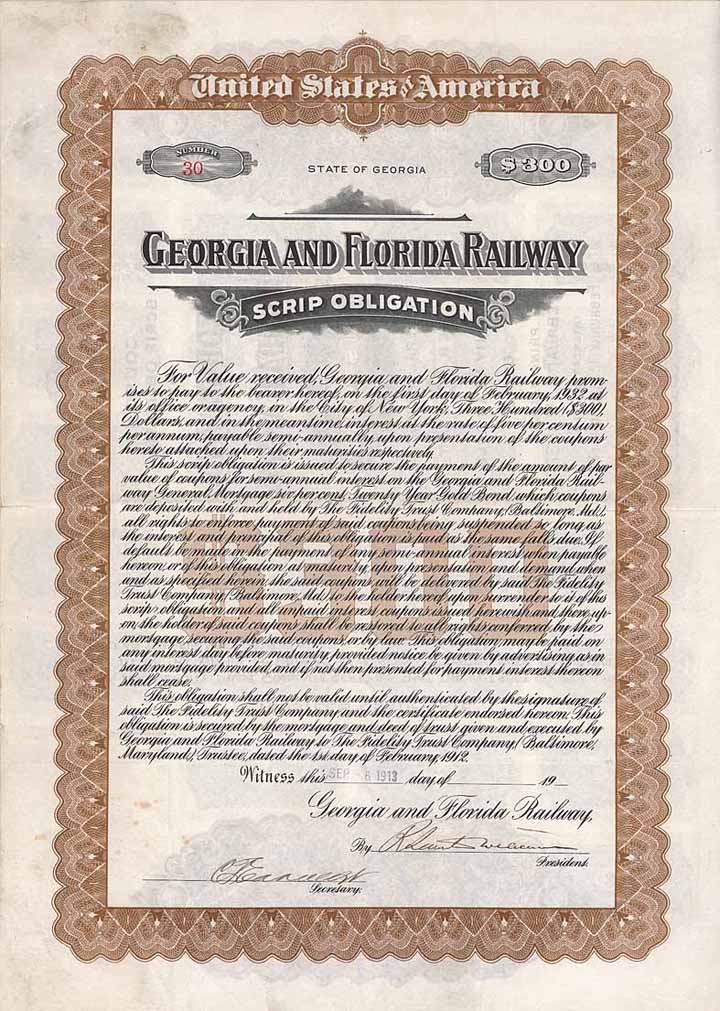 United States of America
NUMBER
30
STATE OF GEORGIA
$300
GEORGIA AND FLORIDA RAILWAY
SCRIP OBLIGATION
For Value received, Georgia and Florida Railway prom-
ises to pay to the bearer hereof, on the first day of February, 1932 at
its office or agency, in the City of New York, Three Hundred ($300)
Dollars, and in the meantime, interest at the rate of five per centum
per annum, payable semi-annually, upon presentation of the coupons
hereto attached upon their maturities respectively.
This scrip obligation is issued to secure the payment of the amount of par
value of coupons for semi-annual interest on the Georgia and Florida Rail-
way General Mortgage six per cent. Twenty Year Gold Bond, which coupons
are deposited with and held by The Fidelity Trust Company, Baltimore, Md.,
all rights to enforce payment of said coupons being suspended so long as
the interest and principal of this obligation is paid as the same falls due. If
default be made in the payment of any semi-annual interest when payable
hereon, or of this obligation at maturity, upon presentation and demand when
and as specified herein, the said coupons will be delivered by said The Fidelity
Trust Company, Baltimore, Md. to the holder hereof upon surrender to it of this
scrip obligation, and all unpaid interest coupons issued herewith and there up-
on the holder of said coupons shall be restored to all rights conferred by the
mortgage, securing the said coupons, or by law. This obligation may be paid on
any interest day before maturity, provided notice be given by advertising as in
said mortgage provided, and if not then presented for payment interest thereon
shall cease.
This obligation shall not be valid until authenticated by the signature of
said The Fidelity Trust Company and the certificate endorsed hereon. This
obligation is secured by the mortgage and deed of trust given and executed by
Georgia and Florida Railway to The Fidelity Trust Company, Baltimore,
Maryland, Trustee, dated the 1st day of February 1912.
Witness this SEP - 8 1913 day of 19
Georgia and Florida Railway,
By
President.
Secretary.